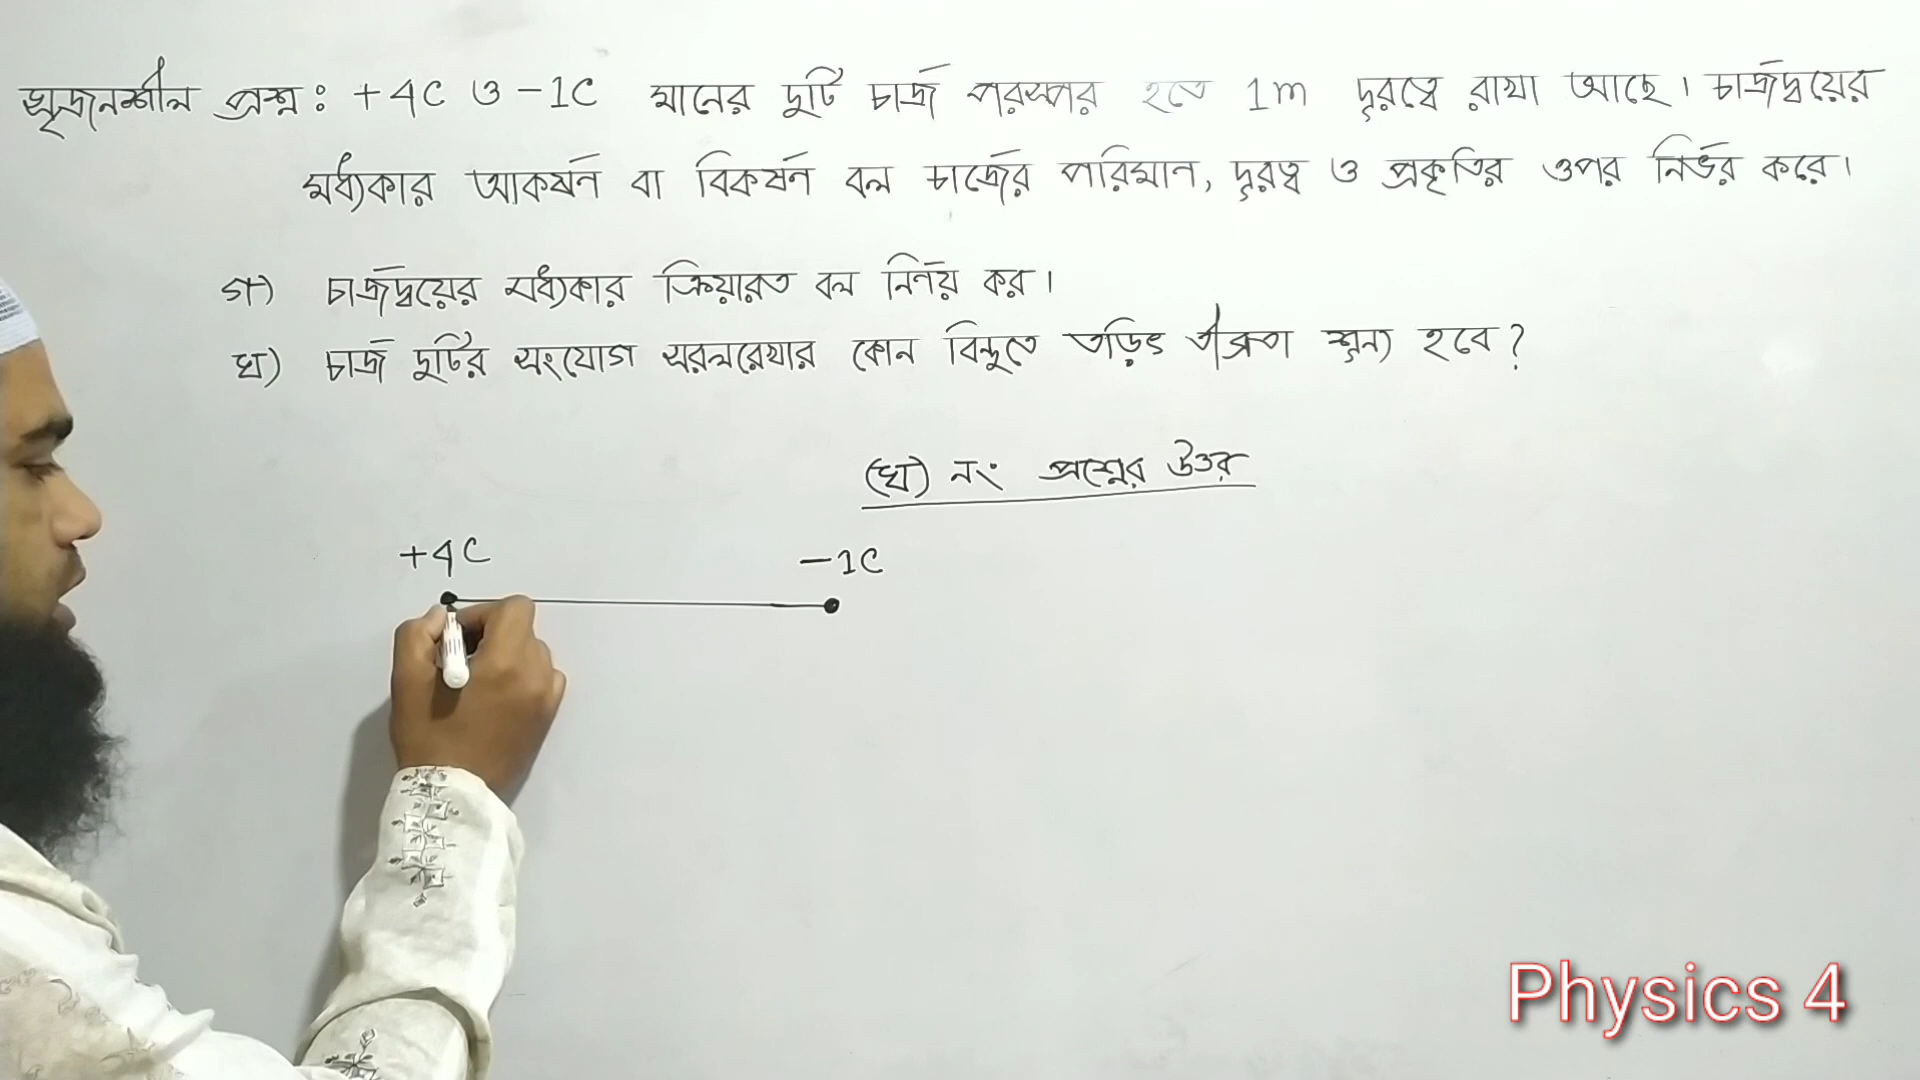 সৃজনশীল প্রশ্ন : +4C ও -1C মানের দুটি চার্জ পরস্পর হতে 1m দূরত্বে রাখা আছে। চার্জদ্বয়ের
মধ্যকার আকর্ষন বা বিকর্ষন বল চার্জের পরিমান, দূরত্ব ও প্রকৃতির ওপর নির্ভর করে।
গ) চার্জদ্বয়ের মধ্যকার ক্রিয়ারত বল নির্ণয় কর।
ঘ) চার্জ দুটির সংযোগ সরলরেখার কোন বিন্দুতে তড়িৎ তীব্রতা শূন্য হবে?
(ঘ) নং প্রশ্নের উত্তর
+4C -1C
Physics 4